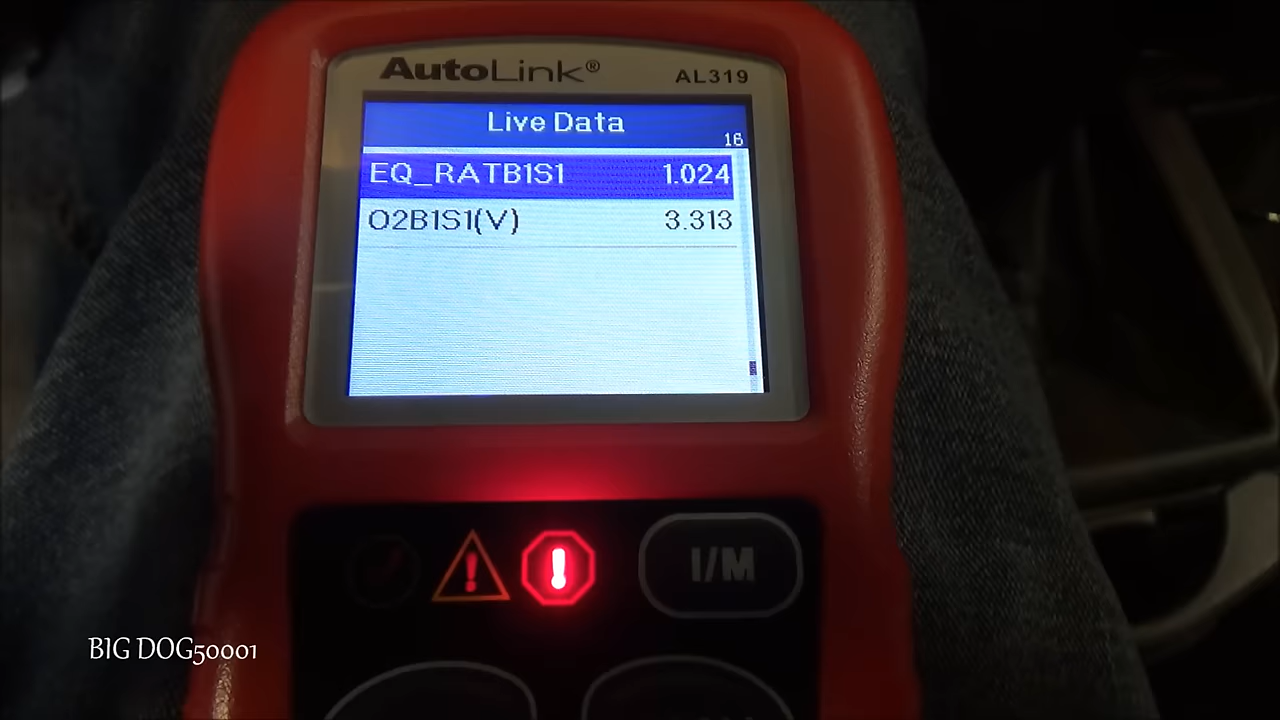 AutoLink® AL319
Live Data
16
EQ_RATB1S1 1.024
O2B1S1(V) 3.313
I/M
BIG DOG50001